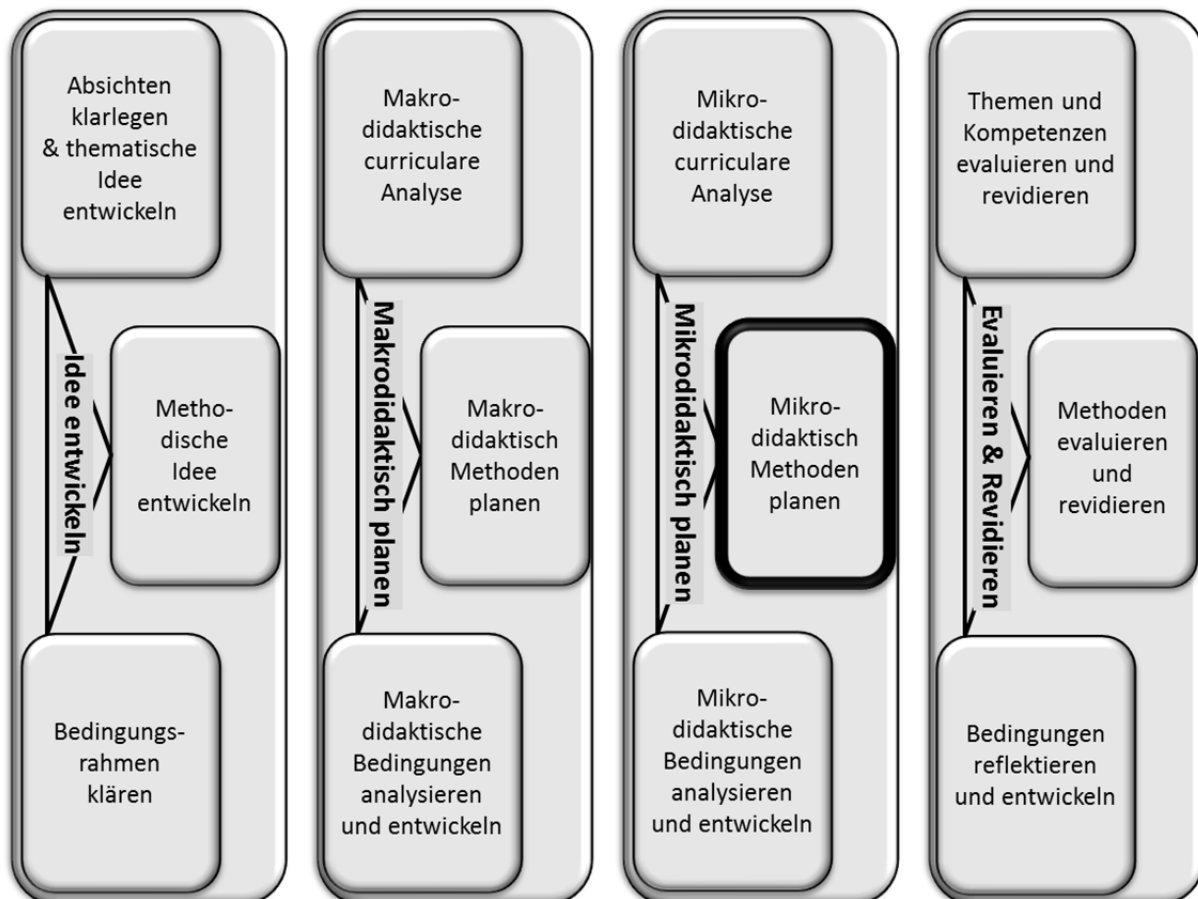 Absichten
klarlegen
& thematische
Idee
entwickeln
Idee entwickeln
Metho-
dische
Idee
entwickeln
Bedingungs-
rahmen
klären
Makro-
didaktische
curriculare
Analyse
Makrodidaktisch planen
Makro-
didaktisch
Methoden
planen
Makro-
didaktische
Bedingungen
analysieren
und entwickeln
Mikro-
didaktische
curriculare
Analyse
Mikrodidaktisch planen
Mikro-
didaktisch
Methoden
planen
Mikro-
didaktische
Bedingungen
analysieren
und entwickeln
Themen und
Kompetenzen
evaluieren und
revidieren
Evaluieren & Revidieren
Methoden
evaluieren
und
revidieren
Bedingungen
reflektieren
und entwickeln